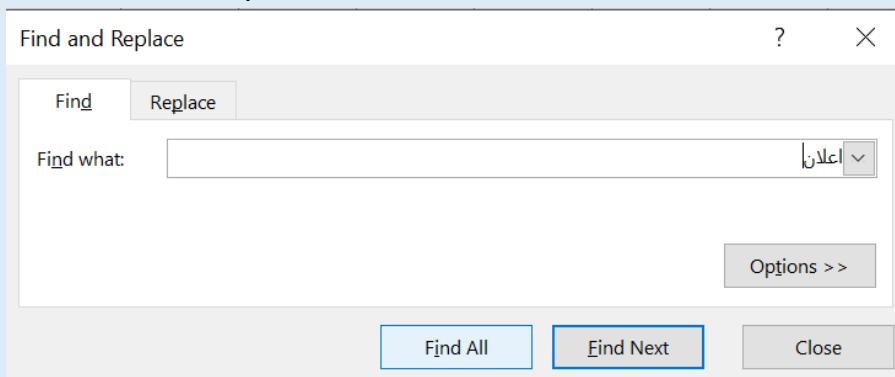 Find and Replace ? ×
Find Replace
Find what: اعلان
Options >>
Find All Find Next Close